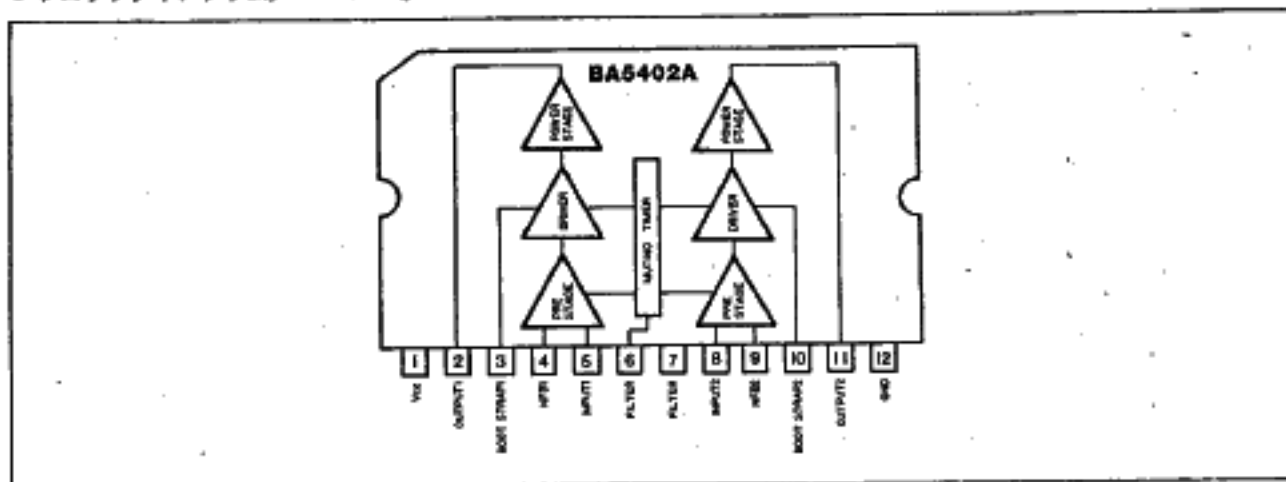 BA5402A
POWER STAGE
POWER STAGE
DRIVER
MUTING TIMER
DRIVER
PRE STAGE
PRE STAGE
1 2 3 4 5 6 7 8 9 10 11 12
Vcc
OUTPUT1
BOOT STRAP1
NFB1
INPUT1
FILTER
FILTER
INPUT2
NFB2
BOOT STRAP2
OUTPUT2
GND